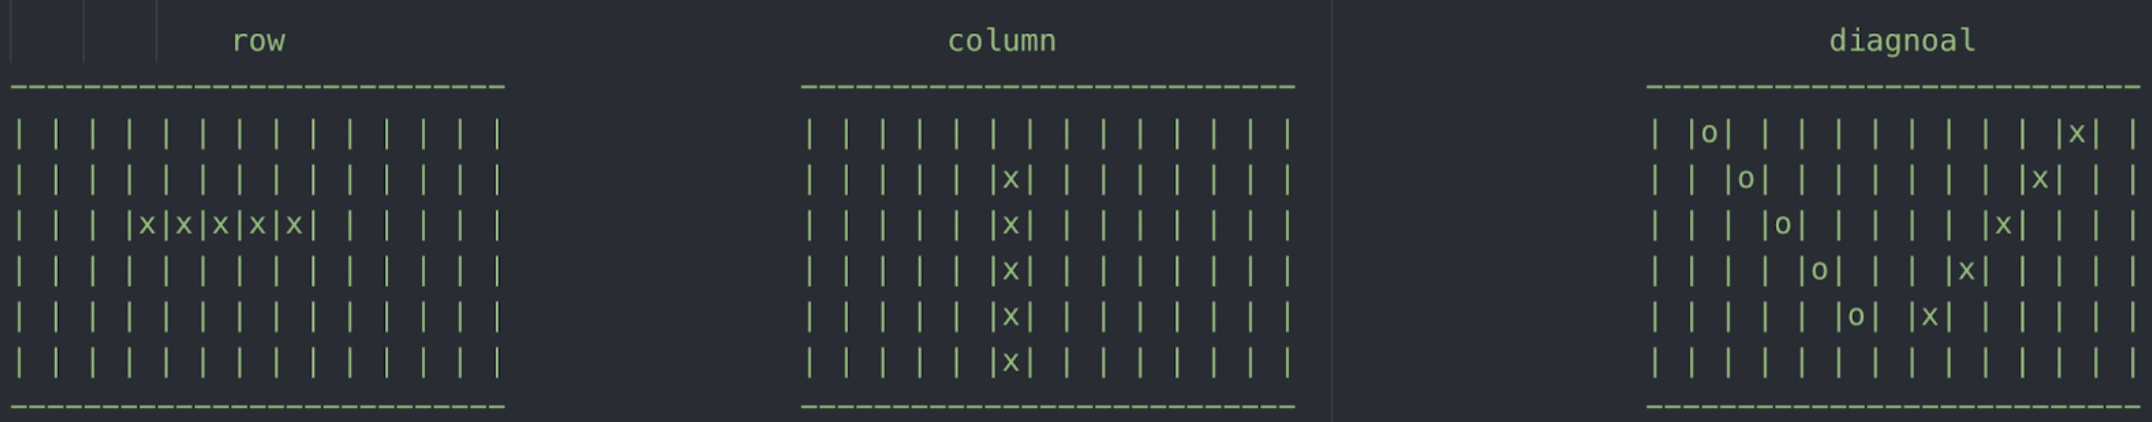 row                                    column                                          diagnoal
---------------------------                ---------------------------                   ---------------------------
| | | | | | | | | | | | | |                | | | | | | | | | | | | | |                   | |o| | | | | | | | | |x| |
| | | | | | | | | | | | | |                | | | | | |x| | | | | | | |                   | | |o| | | | | | | |x| | |
| | | |x|x|x|x|x| | | | | |                | | | | | |x| | | | | | | |                   | | | |o| | | | | |x| | | |
| | | | | | | | | | | | | |                | | | | | |x| | | | | | | |                   | | | | |o| | | |x| | | | |
| | | | | | | | | | | | | |                | | | | | |x| | | | | | | |                   | | | | | |o| |x| | | | | |
| | | | | | | | | | | | | |                | | | | | |x| | | | | | | |                   | | | | | | | | | | | | | |
---------------------------                ---------------------------                   ---------------------------